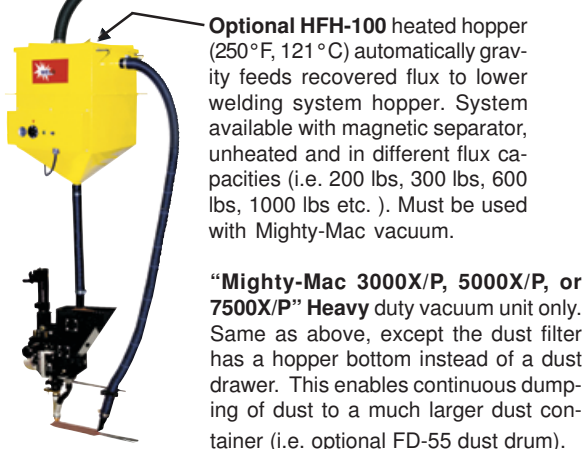 Optional HFH-100 heated hopper
(250°F, 121°C) automatically grav-
ity feeds recovered flux to lower
welding system hopper. System
available with magnetic separator,
unheated and in different flux ca-
pacities (i.e. 200 lbs, 300 lbs, 600
lbs, 1000 lbs etc. ). Must be used
with Mighty-Mac vacuum.
“Mighty-Mac 3000X/P, 5000X/P, or
7500X/P” Heavy duty vacuum unit only.
Same as above, except the dust filter
has a hopper bottom instead of a dust
drawer. This enables continuous dump-
ing of dust to a much larger dust con-
tainer (i.e. optional FD-55 dust drum).